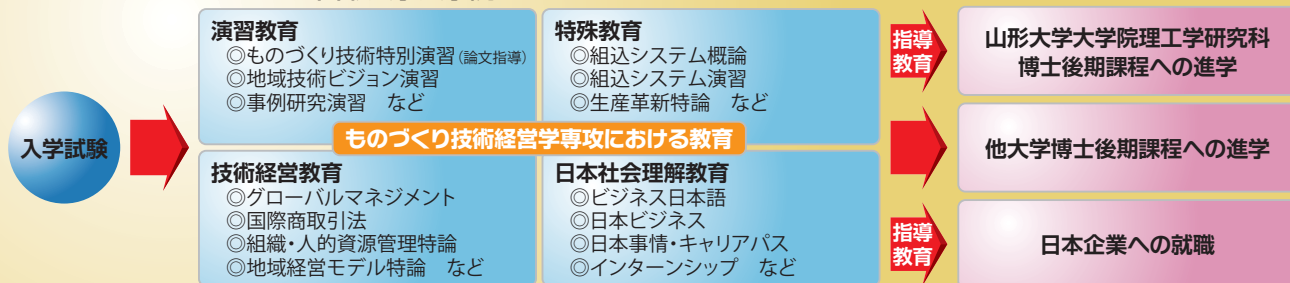 入学試験
演習教育
◎ものづくり技術特別演習(論文指導)
◎地域技術ビジョン演習
◎事例研究演習　など
特殊教育
◎組込システム概論
◎組込システム演習
◎生産革新特論　など
ものづくり技術経営学専攻における教育
技術経営教育
◎グローバルマネジメント
◎国際商取引法
◎組織・人的資源管理特論
◎地域経営モデル特論　など
日本社会理解教育
◎ビジネス日本語
◎日本ビジネス
◎日本事情・キャリアパス
◎インターンシップ　など
指導
教育
山形大学大学院理工学研究科
博士後期課程への進学
他大学博士後期課程への進学
指導
教育
日本企業への就職